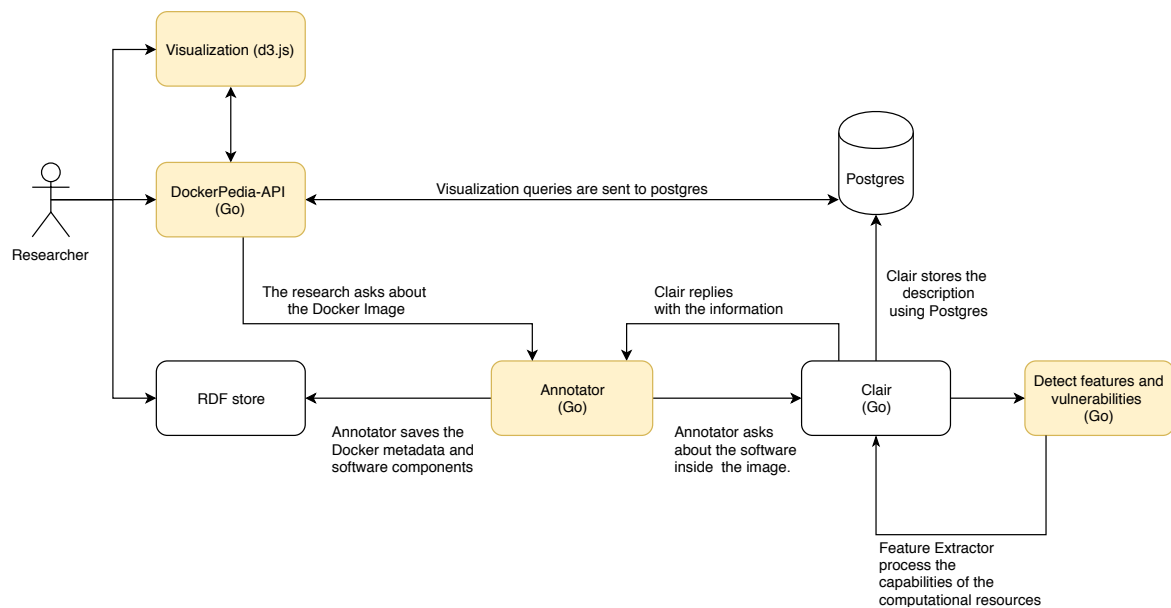 Visualization (d3.js)
DockerPedia-API
(Go)
Visualization queries are sent to postgres
Postgres
Researcher
The research asks about
the Docker Image
Clair replies
with the information
Clair stores the
description
using Postgres
RDF store
Annotator
(Go)
Clair
(Go)
Detect features and
vulnerabilities
(Go)
Annotator saves the
Docker metadata and
software components
Annotator asks
about the software
inside the image.
Feature Extractor
process the
capabilities of the
computational resources